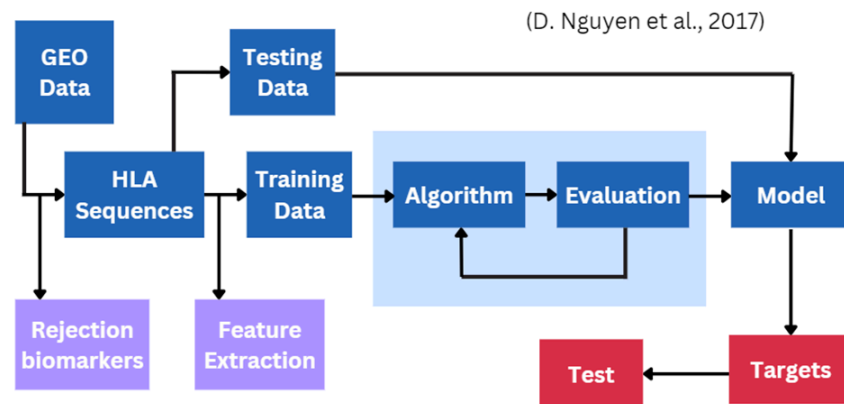 (D. Nguyen et al., 2017)
GEO
Data
Testing
Data
HLA
Sequences
Training
Data
Algorithm
Evaluation
Model
Rejection
biomarkers
Feature
Extraction
Test
Targets